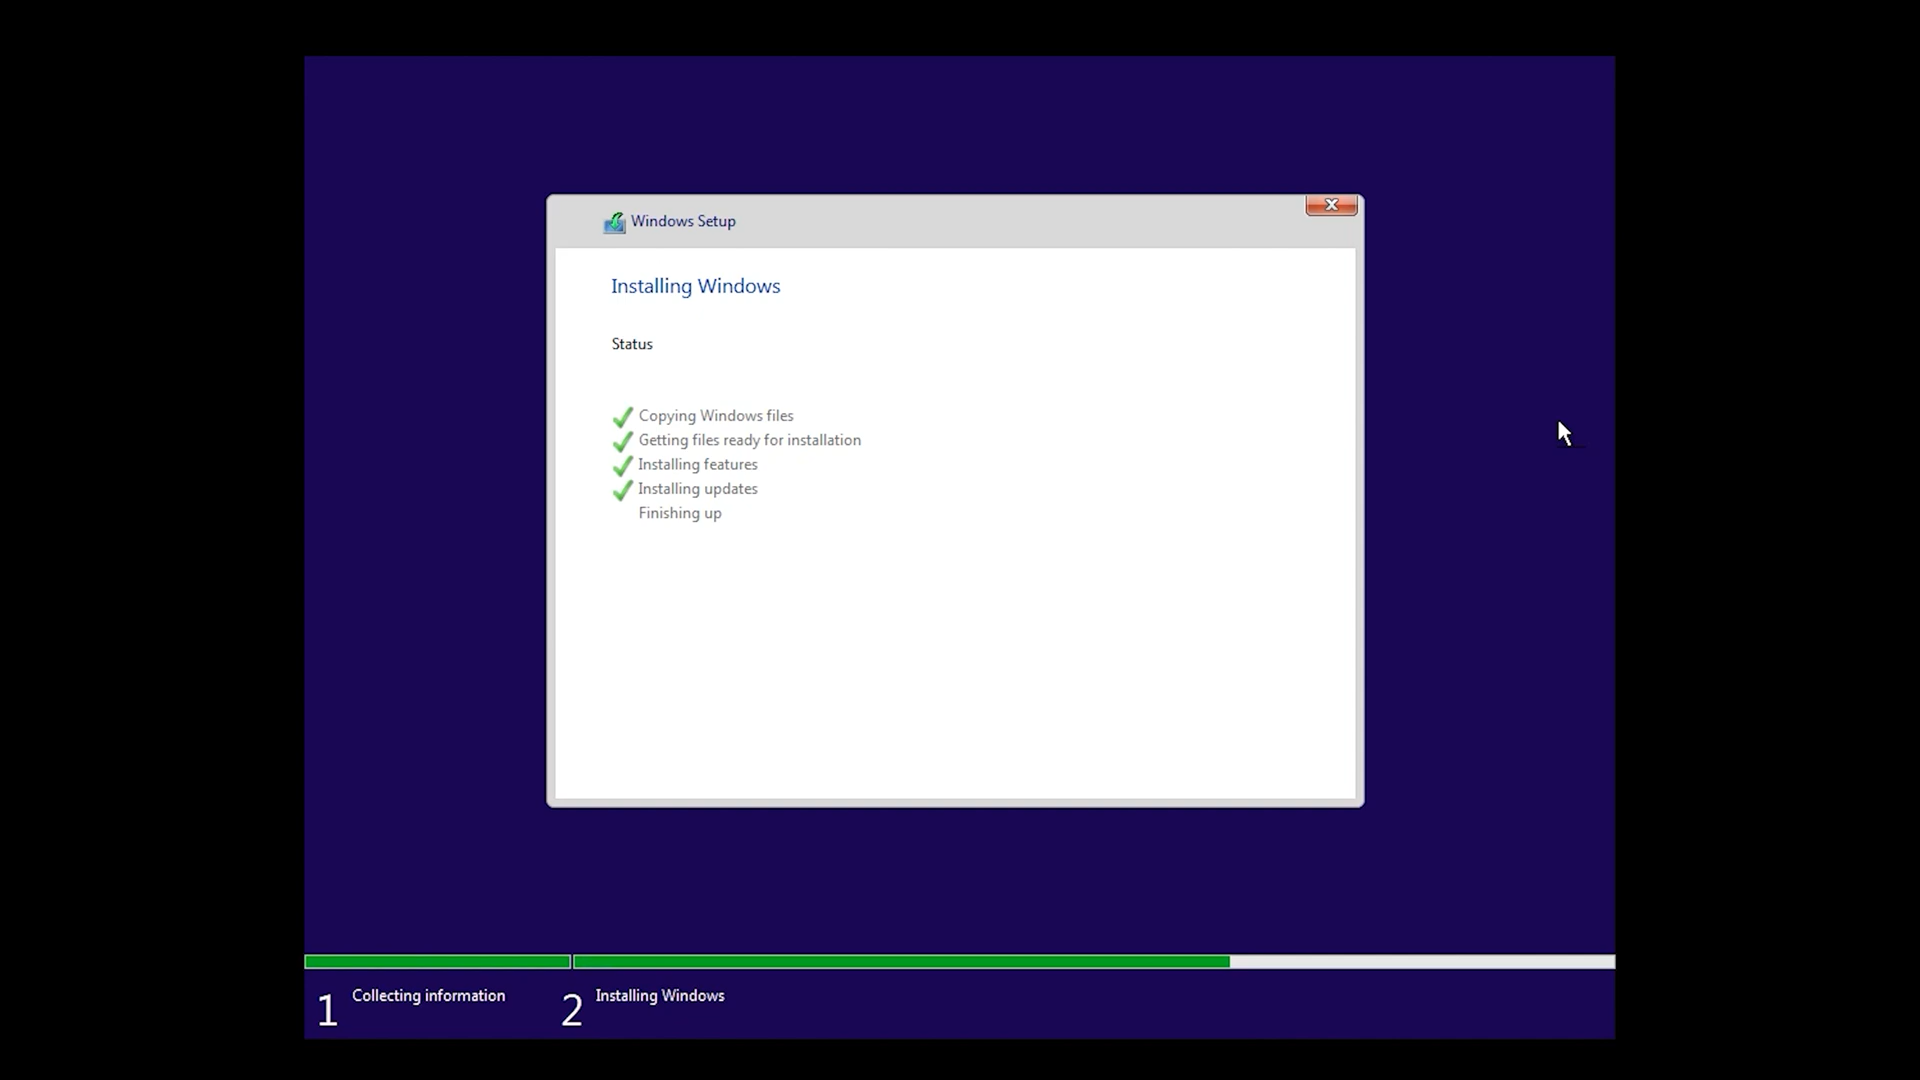 Windows Setup
Installing Windows
Status
Copying Windows files
Getting files ready for installation
Installing features
Installing updates
Finishing up
1 Collecting information
2 Installing Windows